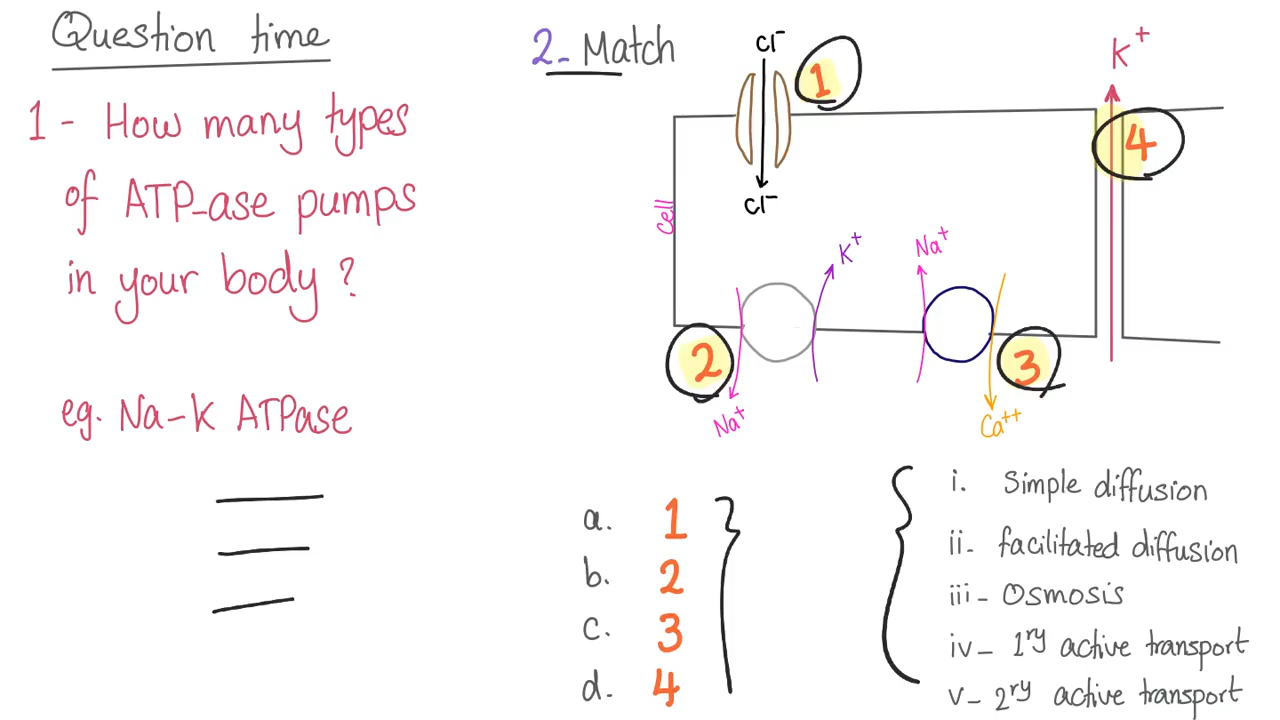 Question time
1 - How many types
of ATP-ase pumps
in your body?
eg. Na-K ATPase
2- Match
Cl⁻
1
Cl⁻
K⁺
4
cell
K⁺
Na⁺
2
Na⁺
3
Ca⁺⁺
a. 1
b. 2
c. 3
d. 4
i. Simple diffusion
ii- facilitated diffusion
iii- Osmosis
iv- 1ry active transport
v- 2ry active transport